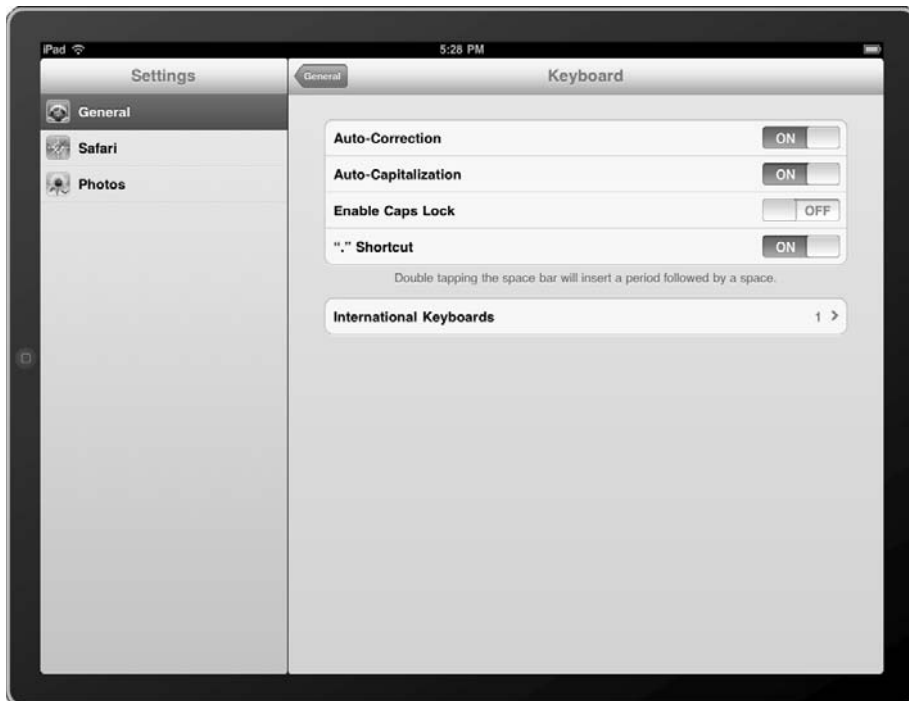 iPad 5:28 PM
Settings
General
Keyboard
General
Safari
Photos
Auto-Correction ON
Auto-Capitalization ON
Enable Caps Lock OFF
“.” Shortcut ON
Double tapping the space bar will insert a period followed by a space.
International Keyboards 1